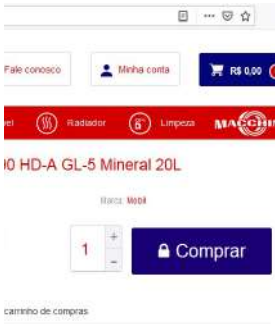 Fale conosco
Minha conta
R$ 0,00
Radiador
Limpeza
HD-A GL-5 Mineral 20L
Marca: Mobil
1
+
-
Comprar
carrinho de compras